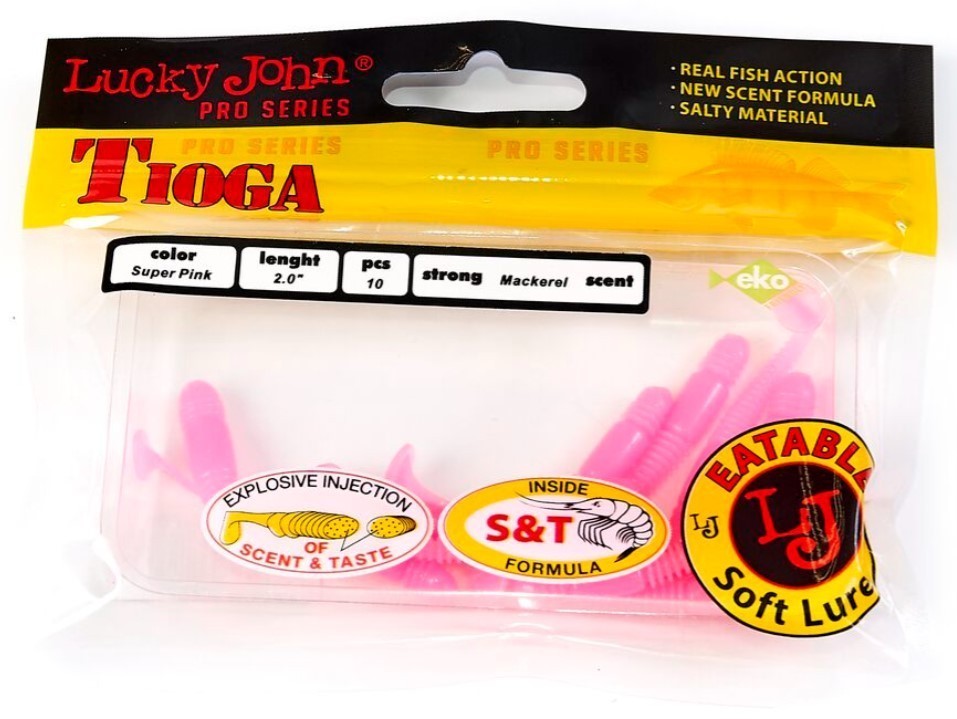 Lucky John®
PRO SERIES
· REAL FISH ACTION
· NEW SCENT FORMULA
· SALTY MATERIAL
PRO SERIES PRO SERIES
TIOGA
color
Super Pink
lenght
2.0"
pcs
10
strong Mackerel scent
eko
EXPLOSIVE INJECTION
OF
SCENT & TASTE
INSIDE
S&T
FORMULA
EATABLE
LJ
LJ
Soft Lure